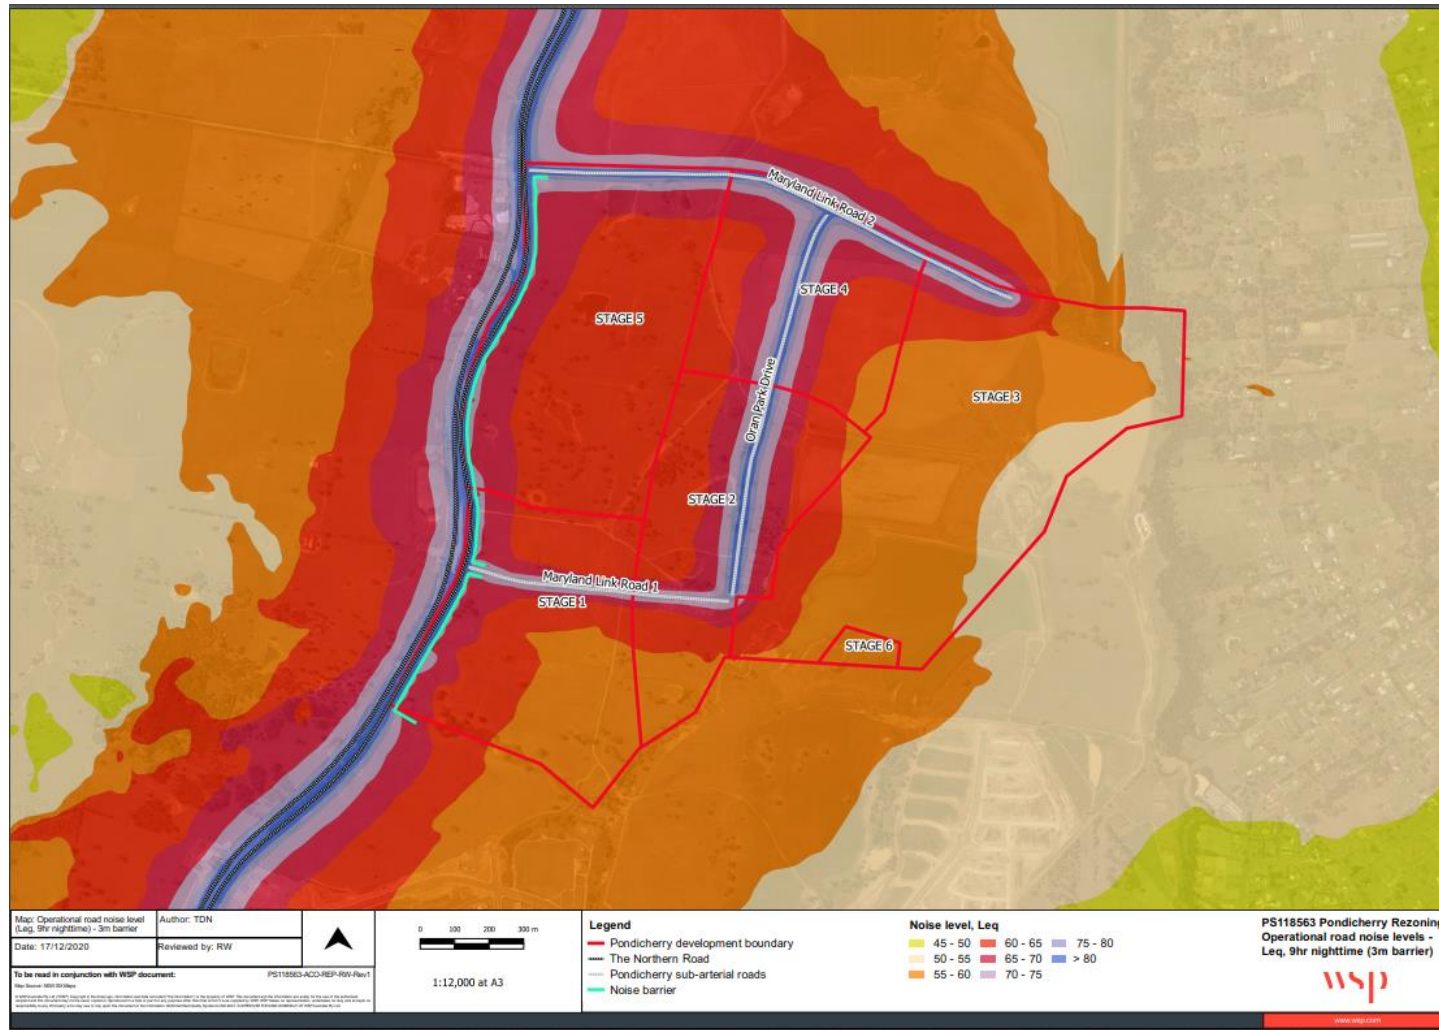 Maryland Link Road 2
STAGE 4
STAGE 5
Oran Park Drive
STAGE 3
STAGE 2
Maryland Link Road 1
STAGE 1
STAGE 6
Map: Operational road noise level
(Leq, 9hr nighttime) - 3m barrier
Author: TDN
Date: 17/12/2020
Reviewed by: RW
To be read in conjunction with WSP document:
PS118563-ACO-REP-RW-Rev1
0 100 200 300 m
1:12,000 at A3
Legend
Pondicherry development boundary
The Northern Road
Pondicherry sub-arterial roads
Noise barrier
Noise level, Leq
45 - 50 60 - 65 75 - 80
50 - 55 65 - 70 > 80
55 - 60 70 - 75
PS118563 Pondicherry Rezoning
Operational road noise levels -
Leq, 9hr nighttime (3m barrier)
wsp
www.wsp.com